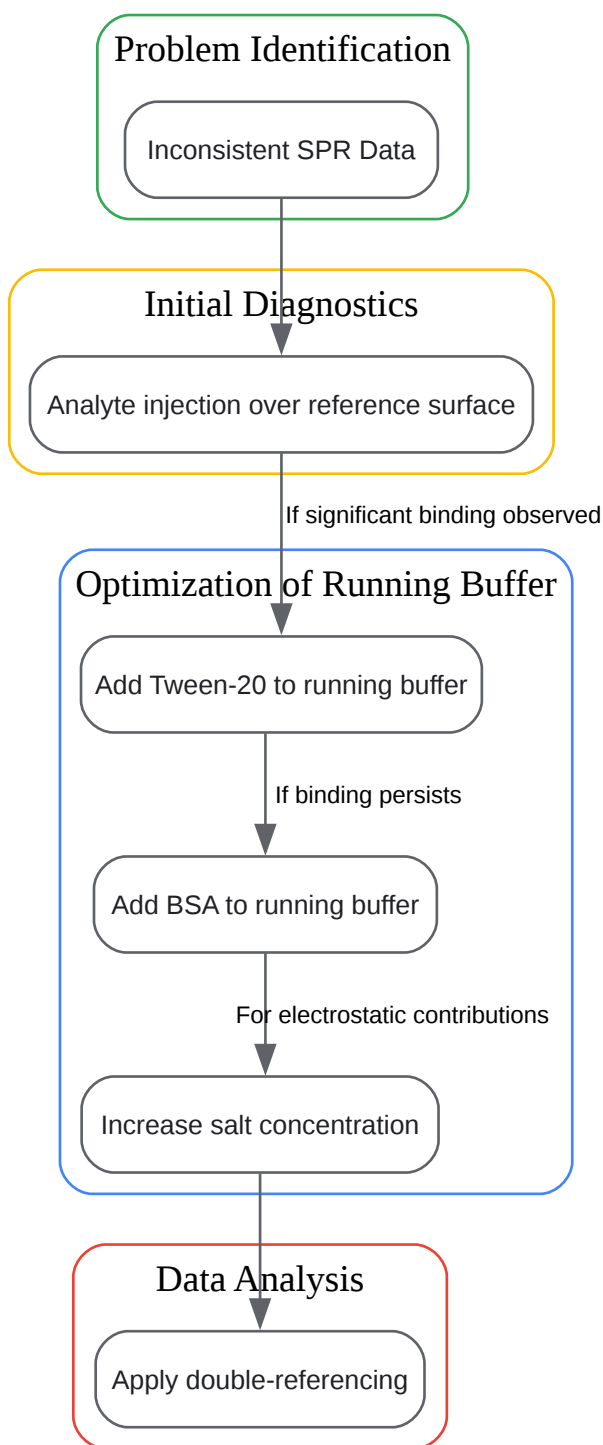 Problem Identification
Inconsistent SPR Data
Initial Diagnostics
Analyte injection over reference surface
If significant binding observed
Optimization of Running Buffer
Add Tween-20 to running buffer
If binding persists
Add BSA to running buffer
For electrostatic contributions
Increase salt concentration
Data Analysis
Apply double-referencing